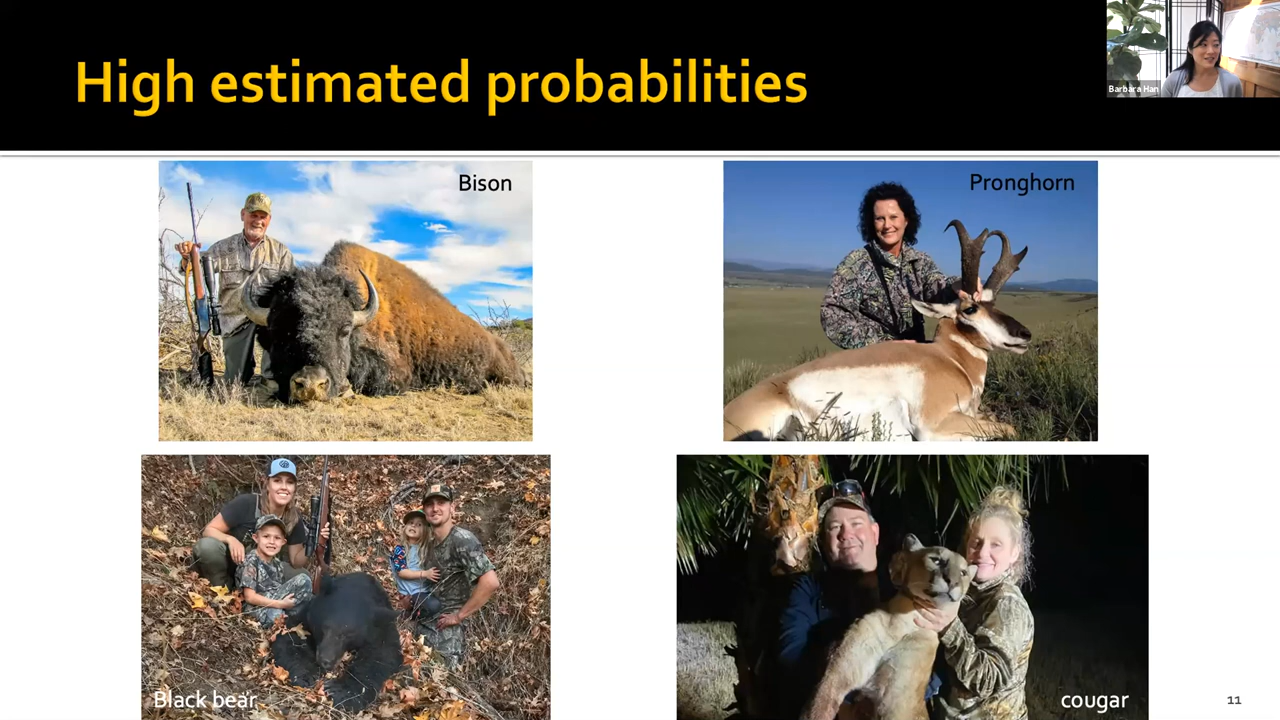 High estimated probabilities
Barbara Han
Bison
Pronghorn
Black bear
cougar
11